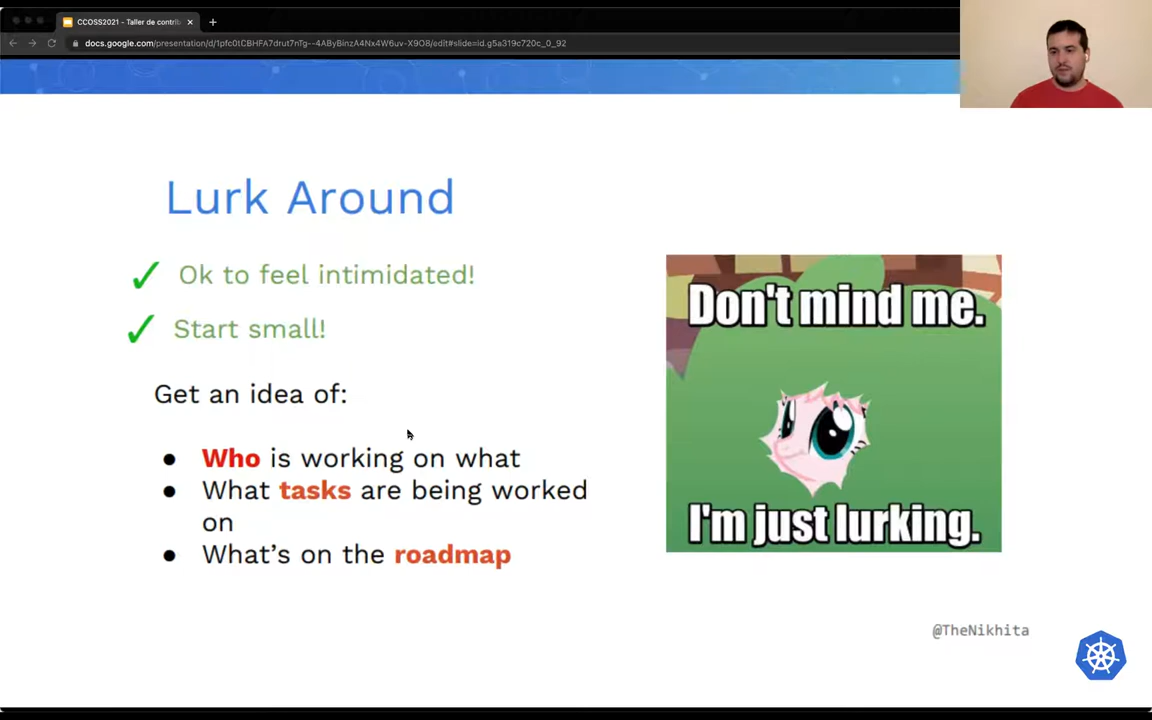 CCOSS2021 - Taller de contrib
docs.google.com/presentation/d/1pfc0tCBHFA7drut7nTg--4AByBinzA4Nx4W6uv-X9O8/edit#slide=id.g5a319c720c_0_92
Lurk Around
✓ Ok to feel intimidated!
✓ Start small!
Get an idea of:
● Who is working on what
● What tasks are being worked
on
● What’s on the roadmap
Don't mind me.
I'm just lurking.
@TheNikhita